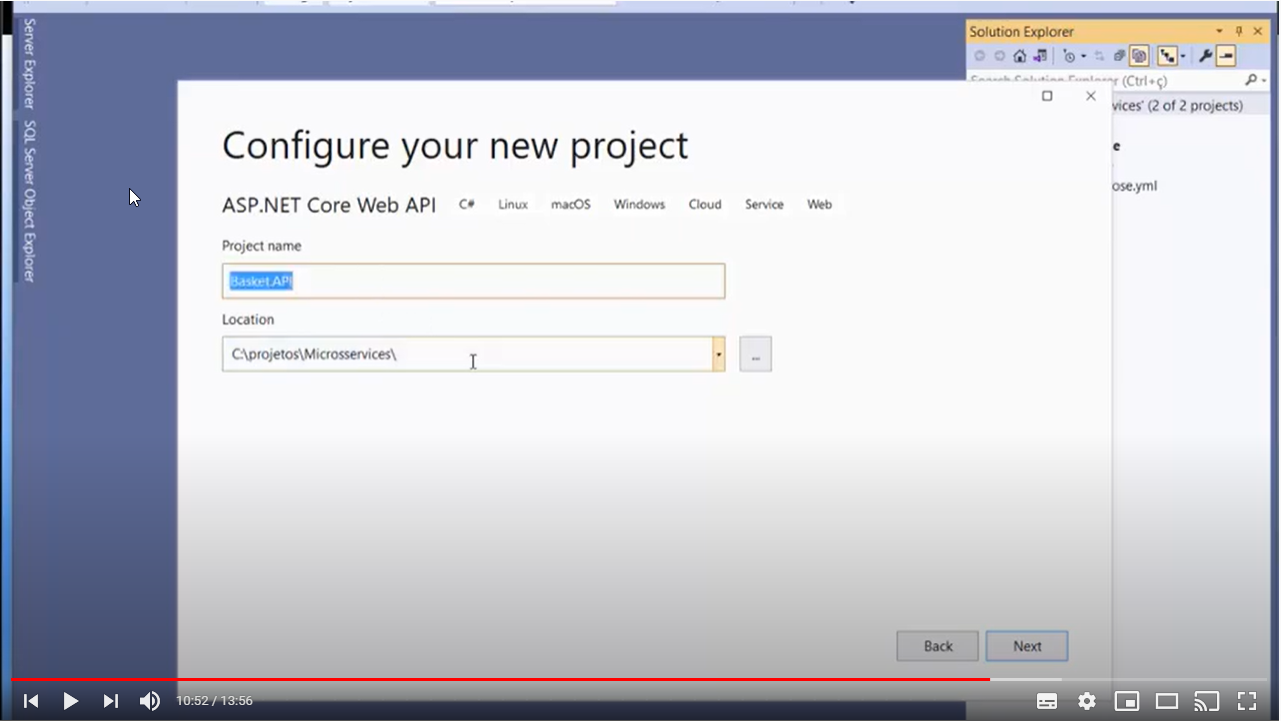 Server Explorer
SQL Server Object Explorer
Solution Explorer
Search Solution Explorer (Ctrl+ç)
vices' (2 of 2 projects)
e
ose.yml
Configure your new project
ASP.NET Core Web API C# Linux macOS Windows Cloud Service Web
Project name
Basket.API
Location
C:\projetos\Microsservices\
...
Back Next
10:52 / 13:56